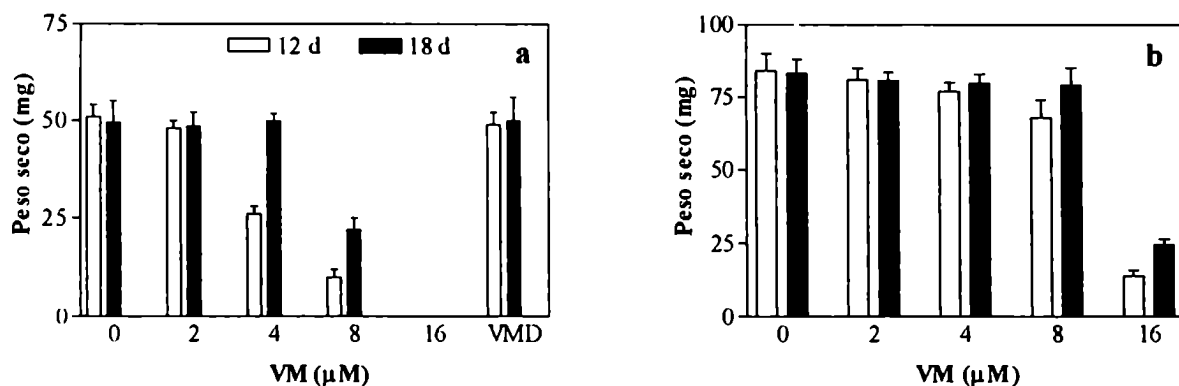 75
50
25
0
Peso seco (mg)
12 d 18 d
a
0 2 4 8 16 VMD
VM (µM)
100
75
50
25
0
Peso seco (mg)
b
0 2 4 8 16
VM (µM)